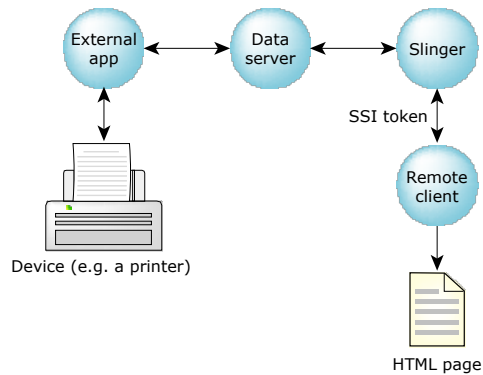 External
app
Data
server
Slinger
SSI token
Remote
client
Device (e.g. a printer)
HTML page